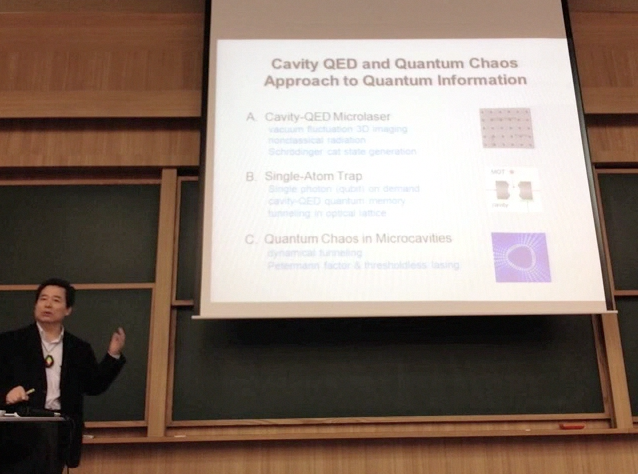 Cavity QED and Quantum Chaos
Approach to Quantum Information
A. Cavity-QED Microlaser
vacuum fluctuation 3D imaging
nonclassical radiation
Schrödinger cat state generation
B. Single-Atom Trap
Single photon (qubit) on demand
cavity-QED quantum memory
tunneling in optical lattice
MOT
cavity
C. Quantum Chaos in Microcavities
dynamical tunneling
Petermann factor & thresholdless lasing